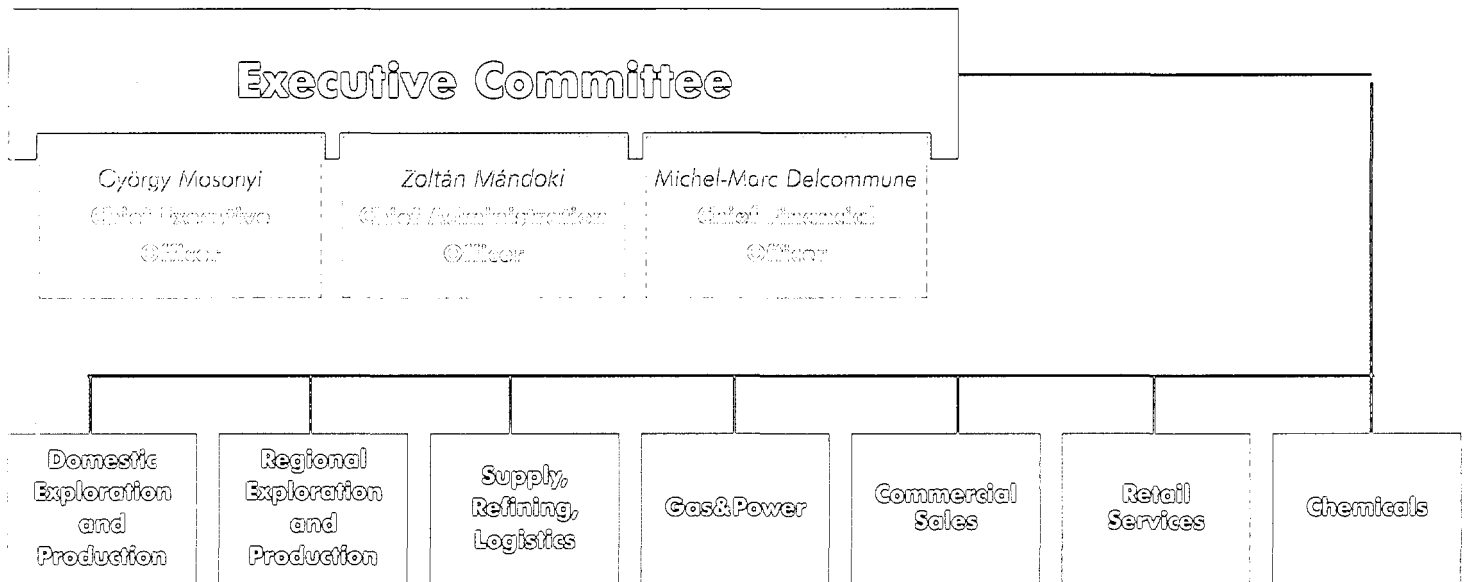 Executive Committee
György Mosonyi
Chief Executive
Officer
Zoltán Mándoki
Chief Administration
Officer
Michel-Marc Delcommune
Chief Financial
Officer
Domestic
Exploration
and
Production
Regional
Exploration
and
Production
Supply,
Refining,
Logistics
Gas&Power
Commercial
Sales
Retail
Services
Chemicals